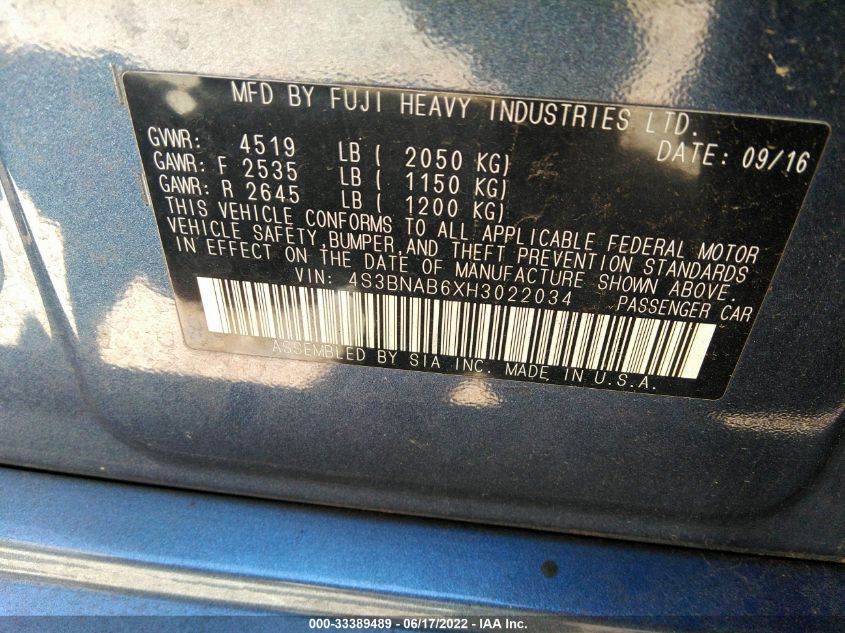 MFD BY FUJI HEAVY INDUSTRIES LTD.
GVWR: 4519 LB ( 2050 KG) DATE: 09/16
GAWR: F 2535 LB ( 1150 KG)
GAWR: R 2645 LB ( 1200 KG)
THIS VEHICLE CONFORMS TO ALL APPLICABLE FEDERAL MOTOR
VEHICLE SAFETY, BUMPER, AND THEFT PREVENTION STANDARDS
IN EFFECT ON THE DATE OF MANUFACTURE SHOWN ABOVE.
VIN: 4S3BNAB6XH3022034 PASSENGER CAR
ASSEMBLED BY SIA INC. MADE IN U.S.A.
000-33389489 - 06/17/2022 - IAA Inc.